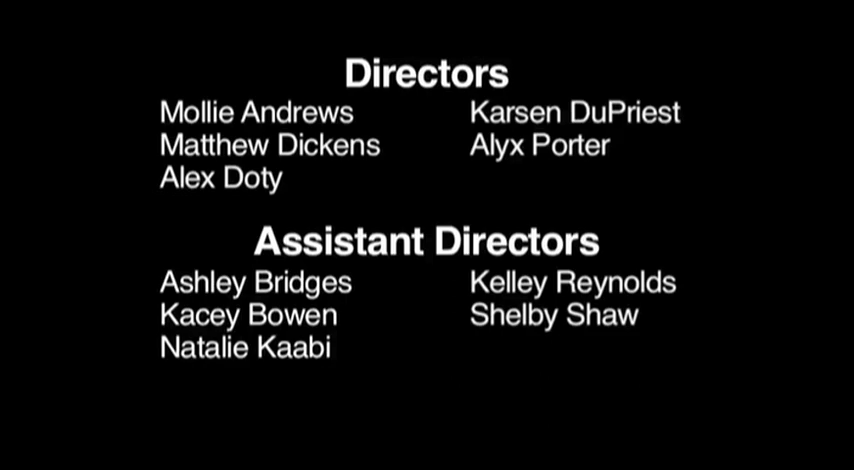 Directors
Mollie Andrews
Matthew Dickens
Alex Doty
Karsen DuPriest
Alyx Porter
Assistant Directors
Ashley Bridges
Kacey Bowen
Natalie Kaabi
Kelley Reynolds
Shelby Shaw